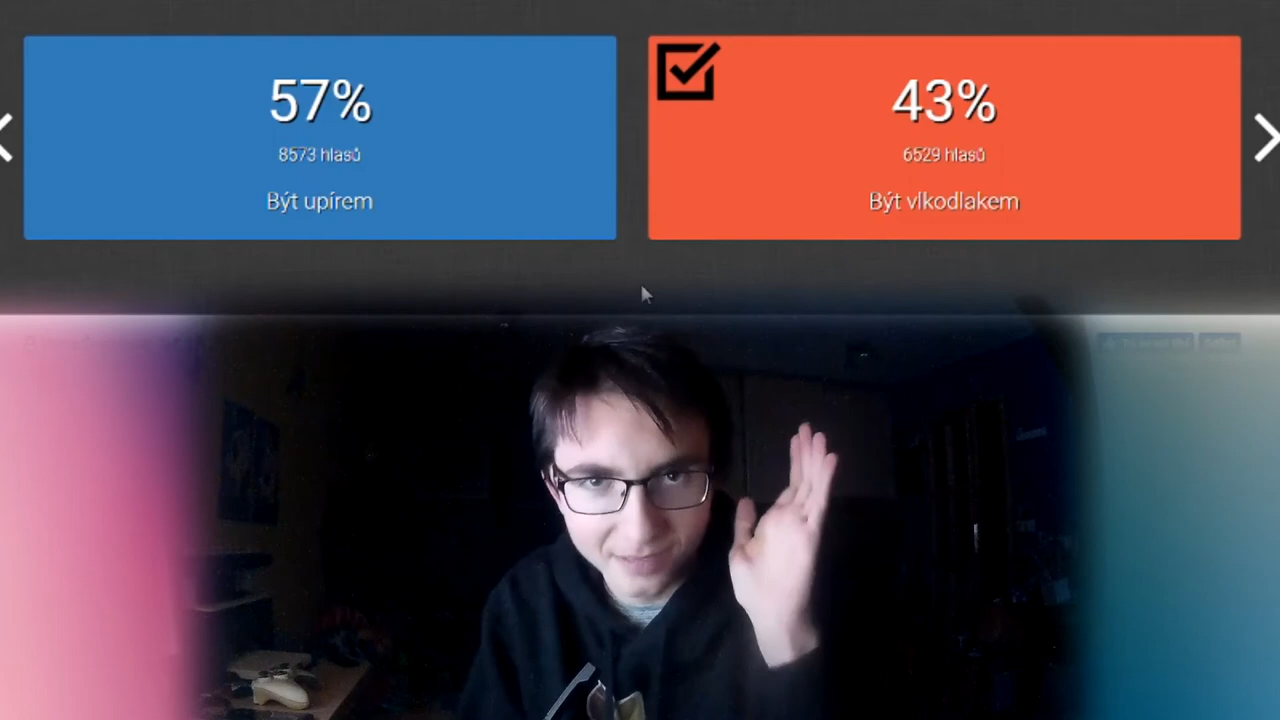 57%
8573 hlasů
Být upírem
43%
6529 hlasů
Být vlkodlakem